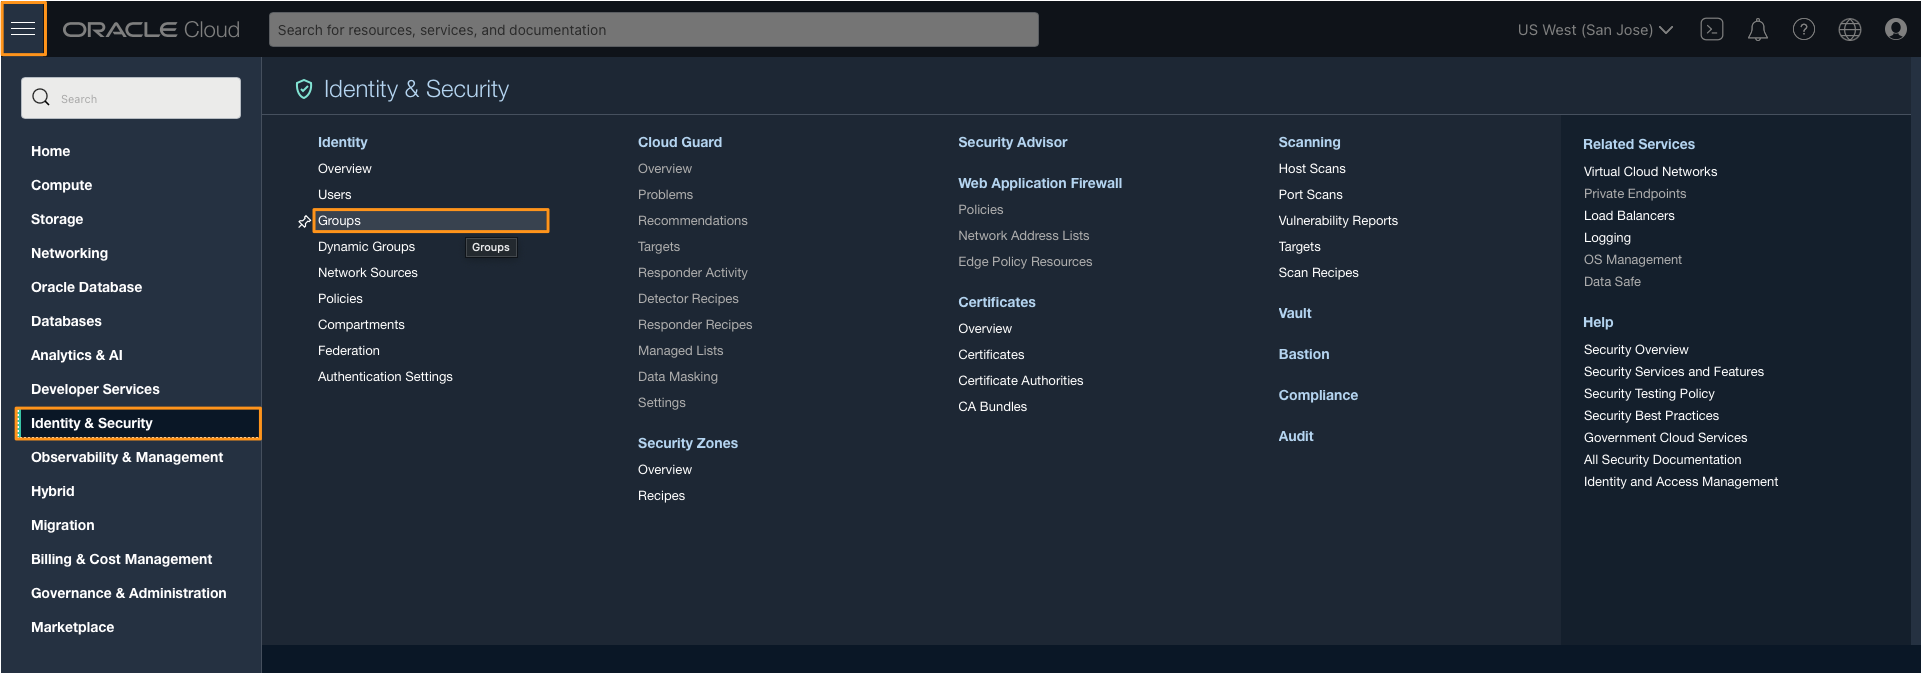 ORACLE Cloud
Search for resources, services, and documentation
US West (San Jose)
Search
Home
Compute
Storage
Networking
Oracle Database
Databases
Analytics & AI
Developer Services
Identity & Security
Observability & Management
Hybrid
Migration
Billing & Cost Management
Governance & Administration
Marketplace
Identity & Security
Identity
Overview
Users
Groups
Dynamic Groups
Groups
Network Sources
Policies
Compartments
Federation
Authentication Settings
Cloud Guard
Overview
Problems
Recommendations
Targets
Responder Activity
Detector Recipes
Responder Recipes
Managed Lists
Data Masking
Settings
Security Zones
Overview
Recipes
Security Advisor
Web Application Firewall
Policies
Network Address Lists
Edge Policy Resources
Certificates
Overview
Certificates
Certificate Authorities
CA Bundles
Scanning
Host Scans
Port Scans
Vulnerability Reports
Targets
Scan Recipes
Vault
Bastion
Compliance
Audit
Related Services
Virtual Cloud Networks
Private Endpoints
Load Balancers
Logging
OS Management
Data Safe
Help
Security Overview
Security Services and Features
Security Testing Policy
Security Best Practices
Government Cloud Services
All Security Documentation
Identity and Access Management